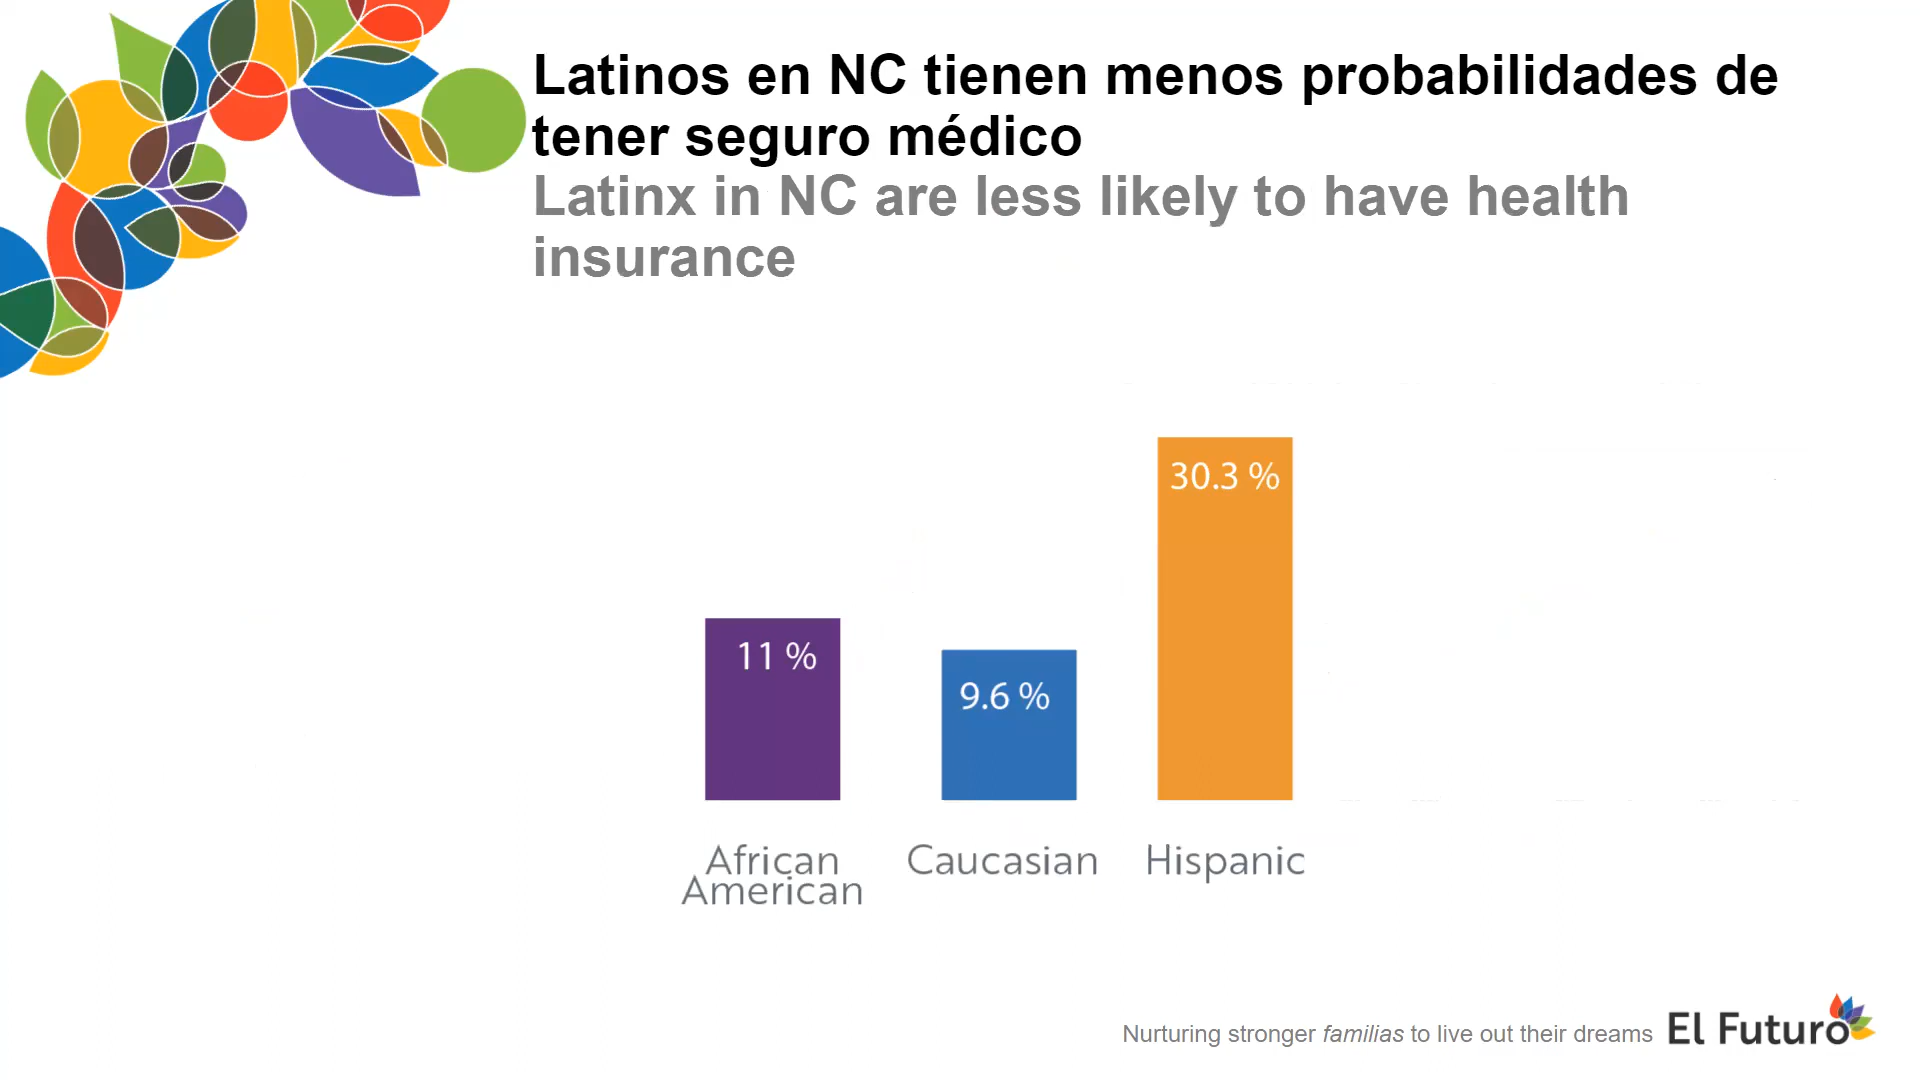 Latinos en NC tienen menos probabilidades de
tener seguro médico
Latinx in NC are less likely to have health
insurance
30.3 %
11 %
9.6 %
African
American
Caucasian
Hispanic
Nurturing stronger familias to live out their dreams
El Futuro